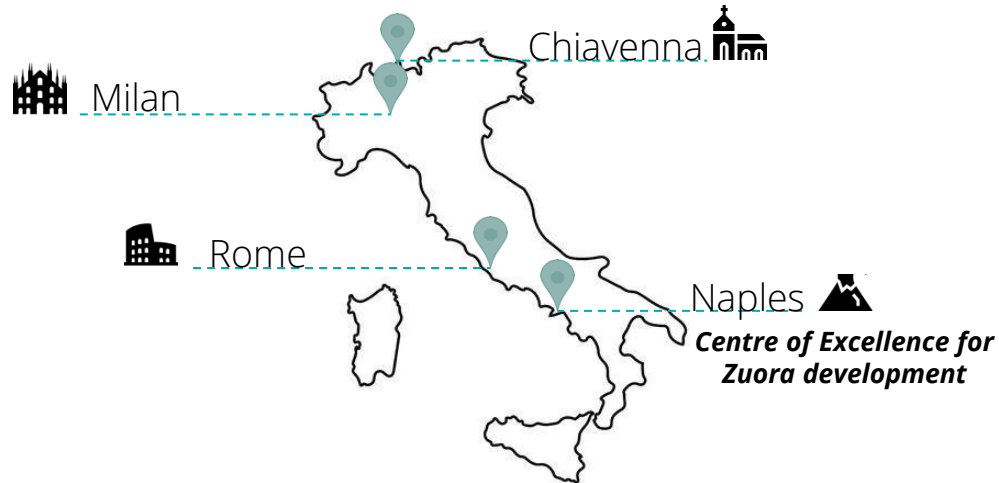 Chiavenna
Milan
Rome
Naples
Centre of Excellence for
Zuora development